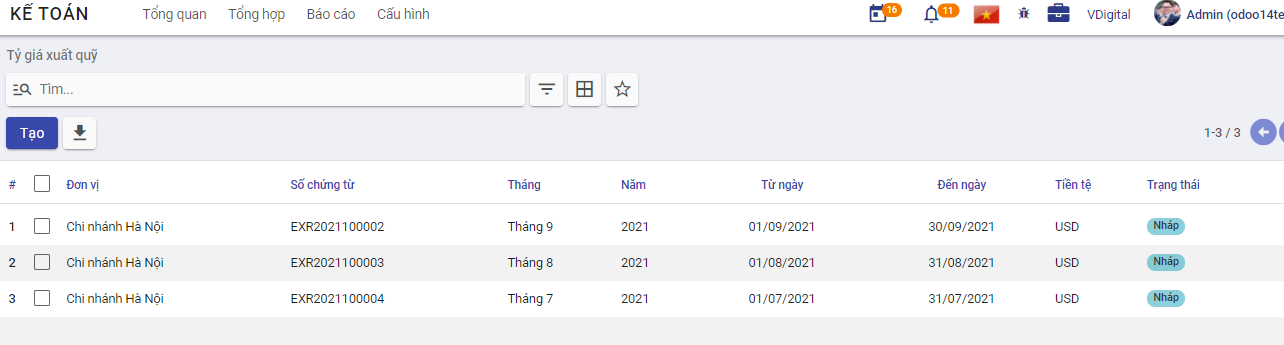 KẾ TOÁN Tổng quan Tổng hợp Báo cáo Cấu hình 16 11 VDigital Admin (odoo14te
Tỷ giá xuất quỹ
Tìm...
Tạo 1-3 / 3
# Đơn vị Số chứng từ Tháng Năm Từ ngày Đến ngày Tiền tệ Trạng thái
1 Chi nhánh Hà Nội EXR2021100002 Tháng 9 2021 01/09/2021 30/09/2021 USD Nháp
2 Chi nhánh Hà Nội EXR2021100003 Tháng 8 2021 01/08/2021 31/08/2021 USD Nháp
3 Chi nhánh Hà Nội EXR2021100004 Tháng 7 2021 01/07/2021 31/07/2021 USD Nháp